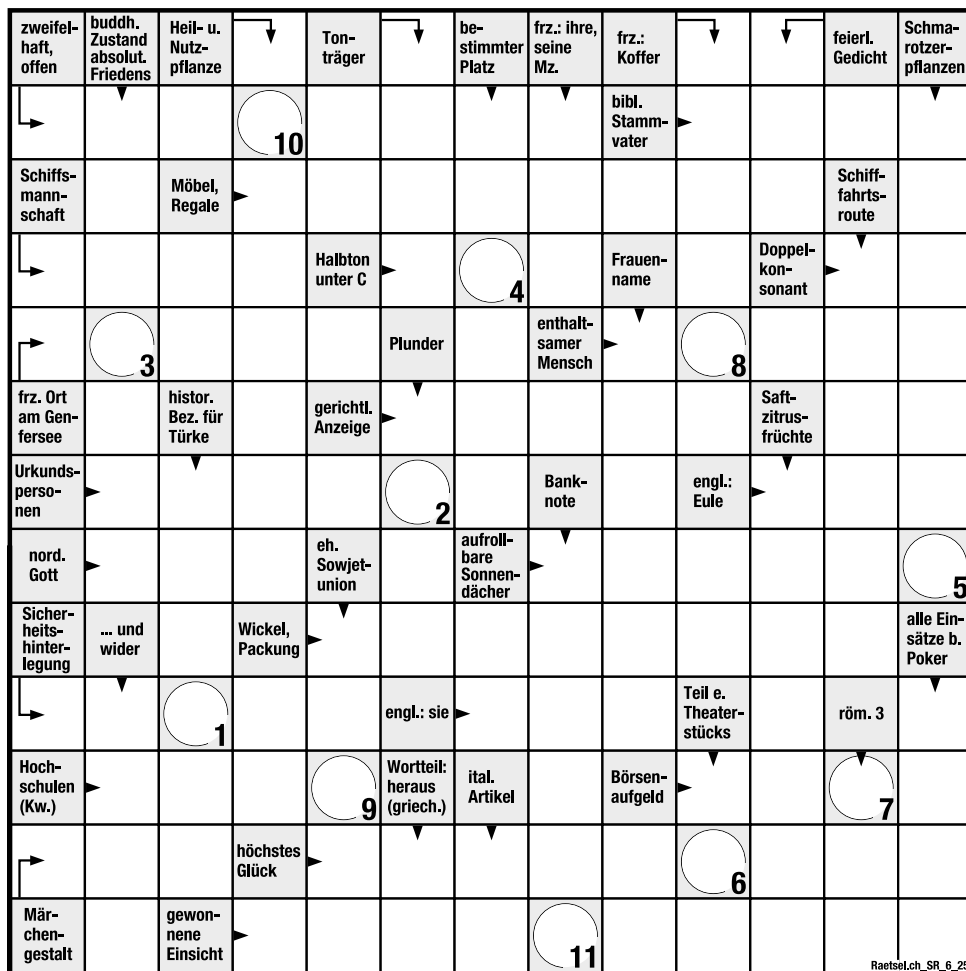 zweifel-
haft,
offen
buddh.
Zustand
absolut.
Friedens
Heil- u.
Nutz-
pflanze
Ton-
träger
be-
stimmter
Platz
frz.: ihre,
seine
Mz.
frz.:
Koffer
feierl.
Gedicht
Schma-
rotzer-
pflanzen
10
bibl.
Stamm-
vater
Schiffs-
mann-
schaft
Möbel,
Regale
Schiff-
fahrts-
route
Halbton
unter C
4
Frauen-
name
Doppel-
kon-
sonant
3
Plunder
enthalt-
samer
Mensch
8
frz. Ort
am Gen-
fersee
histor.
Bez. für
Türke
gerichtl.
Anzeige
Saft-
zitrus-
früchte
Urkunds-
perso-
nen
2
Bank-
note
engl.:
Eule
nord.
Gott
eh.
Sowjet-
union
aufroll-
bare
Sonnen-
dächer
5
Sicher-
heits-
hinter-
legung
... und
wider
Wickel,
Packung
alle Ein-
sätze b.
Poker
1
engl.: sie
Teil e.
Theater-
stücks
röm. 3
Hoch-
schulen
(Kw.)
9
Wortteil:
heraus
(griech.)
ital.
Artikel
Börsen-
aufgeld
7
höchstes
Glück
6
Mär-
chen-
gestalt
gewon-
nene
Einsicht
11
Raetsel.ch_SR_6_25